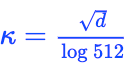 κ = √d / log 512